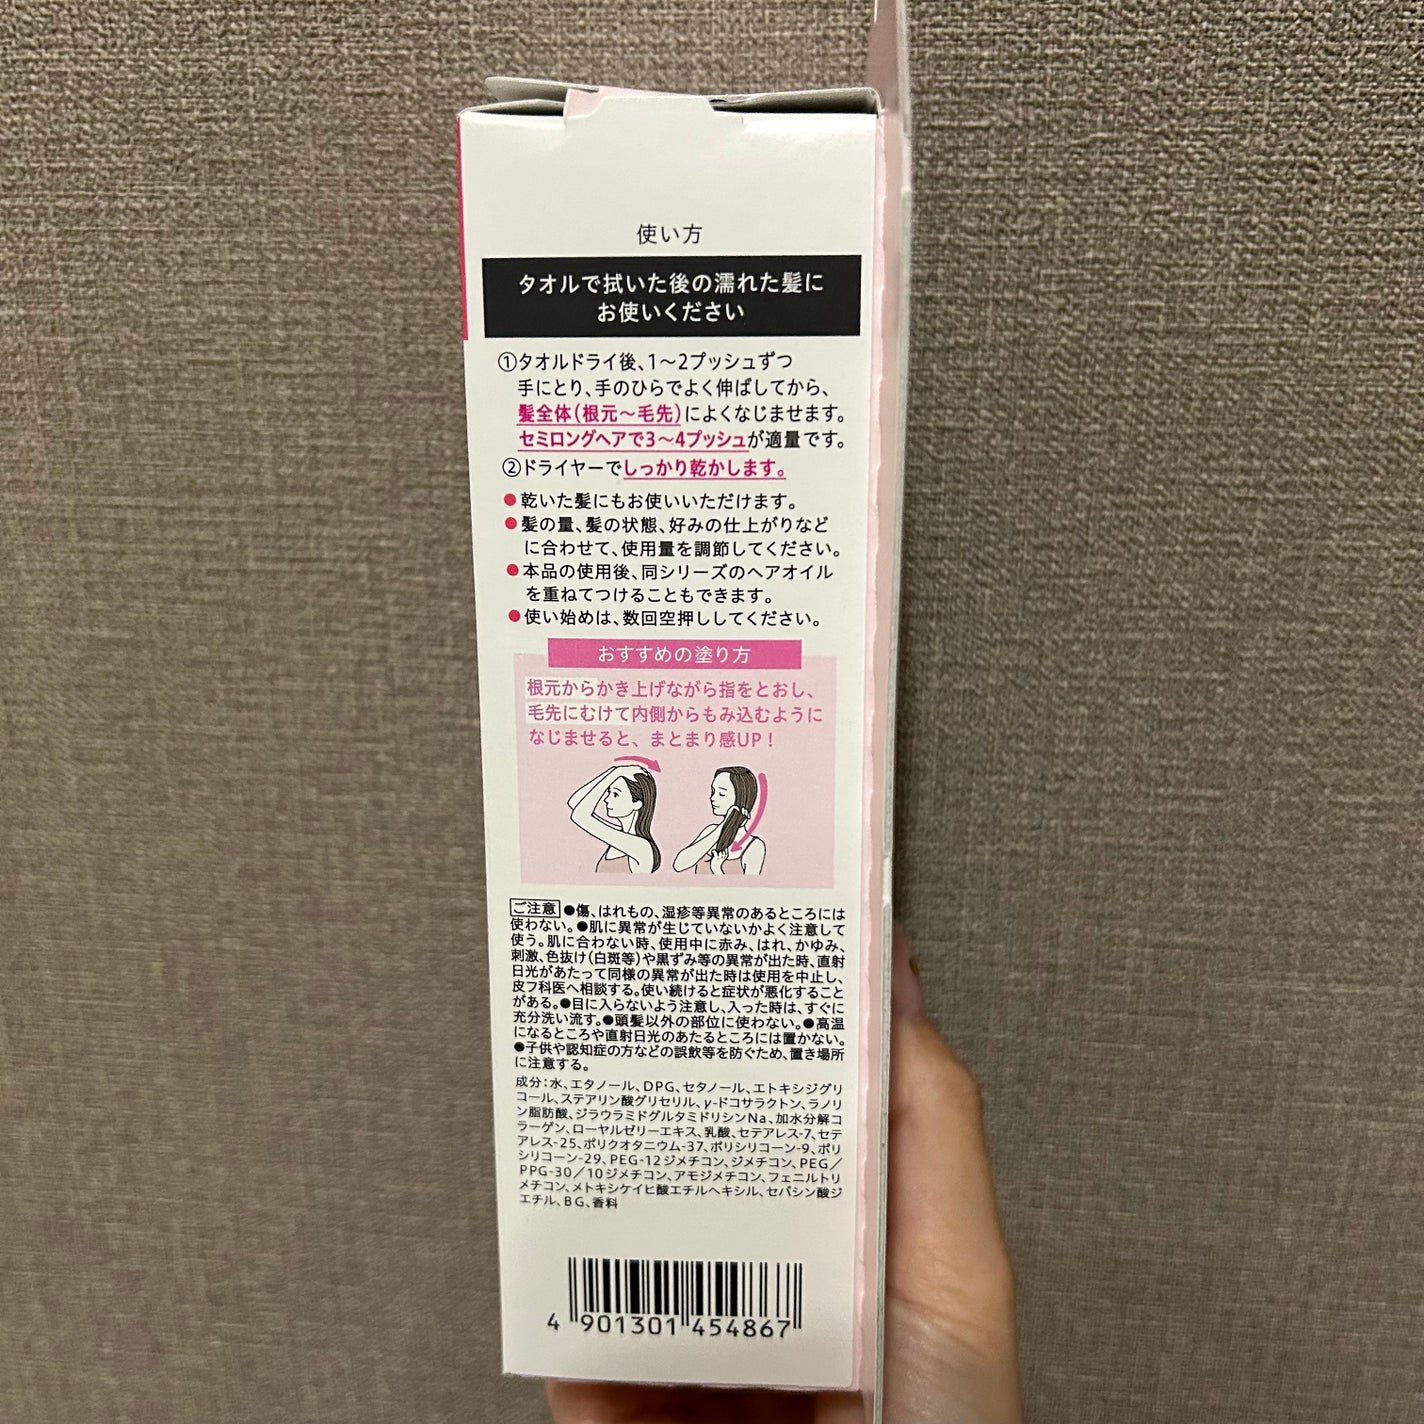 使い方
タオルで拭いた後の濡れた髪に
お使いください
①タオルドライ後、1〜2プッシュずつ
手にとり、手のひらでよく伸ばしてから、
髪全体(根元〜毛先)によくなじませます。
セミロングヘアで3〜4プッシュが適量です。
②ドライヤーでしっかり乾かします。
●乾いた髪にもお使いいただけます。
●髪の量、髪の状態、好みの仕上がりなど
に合わせて、使用量を調節してください。
●本品の使用後、同シリーズのヘアオイル
を重ねてつけることもできます。
●使い始めは、数回空押ししてください。
おすすめの塗り方
根元からかき上げながら指をとおし、
毛先にむけて内側からもみ込むように
なじませると、まとまり感UP!
ご注意 ●傷、はれもの、湿疹等異常のあるところには
使わない。●肌に異常が生じていないかよく注意して
使う。肌に合わない時、使用中に赤み、はれ、かゆみ、
刺激、色抜け(白斑等)や黒ずみ等の異常が出た時、直射
日光があたって同様の異常が出た時は使用を中止し、
皮フ科医へ相談する。使い続けると症状が悪化すること
がある。●目に入らないよう注意し、入った時は、すぐに
充分洗い流す。●頭髪以外の部位に使わない。●高温
になるところや直射日光のあたるところには置かない。
●子供や認知症の方などの誤飲等を防ぐため、置き場所
に注意する。
成分:水、エタノール、DPG、セタノール、エトキシジグリ
コール、ステアリン酸グリセリル、γ-ドコサラクトン、ラノリ
ン脂肪酸、ジラウラミドグルタミドリシンNa、加水分解コ
ラーゲン、ローヤルゼリーエキス、乳酸、セテアレス-7、セテ
アレス-25、ポリクオタニウム-37、ポリシリコーン-9、ポリ
シリコーン-29、PEG-12ジメチコン、ジメチコン、PEG/
PPG-30/10ジメチコン、アモジメチコン、フェニルトリ
メチコン、メトキシケイヒ酸エチルヘキシル、セバシン酸ジ
エチル、BG、香料
4 901301 454867